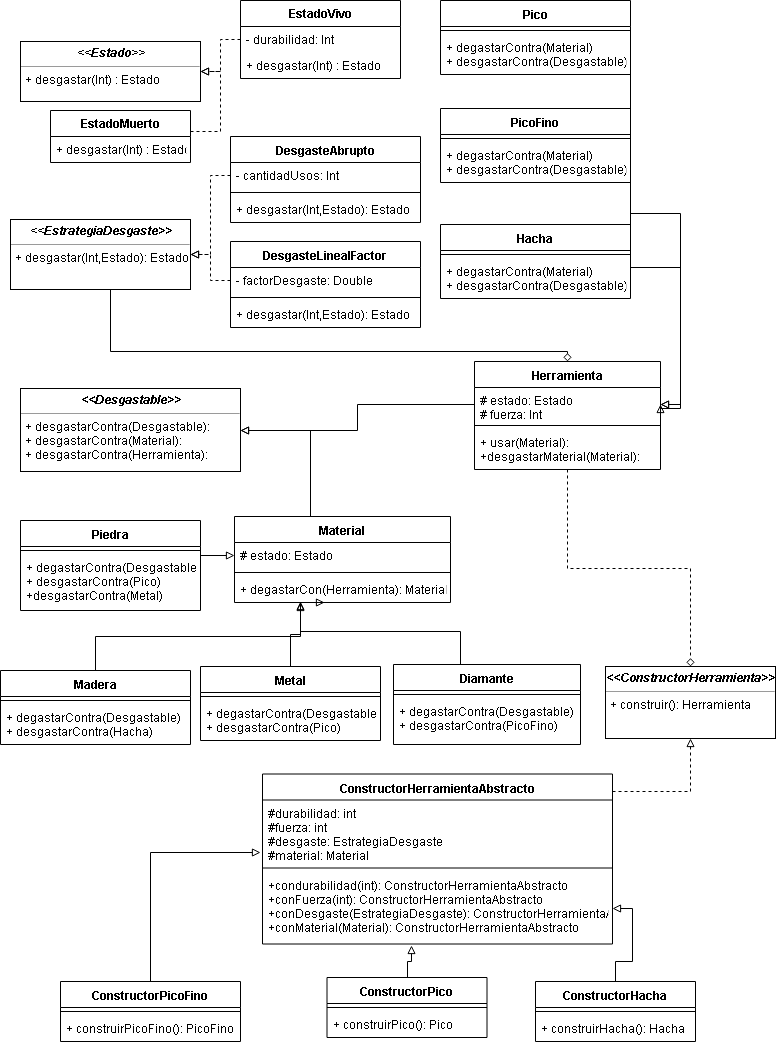 EstadoVivo
- durabilidad: Int
+ desgastar(Int) : Estado
Pico
+ degastarContra(Material)
+ desgastarContra(Desgastable)
<<Estado>>
+ desgastar(Int) : Estado
EstadoMuerto
+ desgastar(Int) : Estado
PicoFino
+ degastarContra(Material)
+ desgastarContra(Desgastable)
DesgasteAbrupto
- cantidadUsos: Int
+ desgastar(Int,Estado): Estado
<<EstrategiaDesgaste>>
+ desgastar(Int,Estado): Estado
Hacha
+ degastarContra(Material)
+ desgastarContra(Desgastable)
DesgasteLinealFactor
- factorDesgaste: Double
+ desgastar(Int,Estado): Estado
Herramienta
# estado: Estado
# fuerza: Int
+ usar(Material):
+desgastarMaterial(Material):
<<Desgastable>>
+ desgastarContra(Desgastable):
+ desgastarContra(Material):
+ desgastarContra(Herramienta):
Piedra
+ degastarContra(Desgastable
+ desgastarContra(Pico)
+desgastarContra(Metal)
Material
# estado: Estado
+ degastarCon(Herramienta): Material
Madera
+ degastarContra(Desgastable)
+ desgastarContra(Hacha)
Metal
+ degastarContra(Desgastable
+ desgastarContra(Pico)
Diamante
+ degastarContra(Desgastable)
+ desgastarContra(PicoFino)
<<ConstructorHerramienta>>
+ construir(): Herramienta
ConstructorHerramientaAbstracto
#durabilidad: int
#fuerza: int
#desgaste: EstrategiaDesgaste
#material: Material
+condurabilidad(int): ConstructorHerramientaAbstracto
+conFuerza(int): ConstructorHerramientaAbstracto
+conDesgaste(EstrategiaDesgaste): ConstructorHerramientaA
+conMaterial(Material): ConstructorHerramientaAbstracto
ConstructorPicoFino
+ construirPicoFino(): PicoFino
ConstructorPico
+ construirPico(): Pico
ConstructorHacha
+ construirHacha(): Hacha